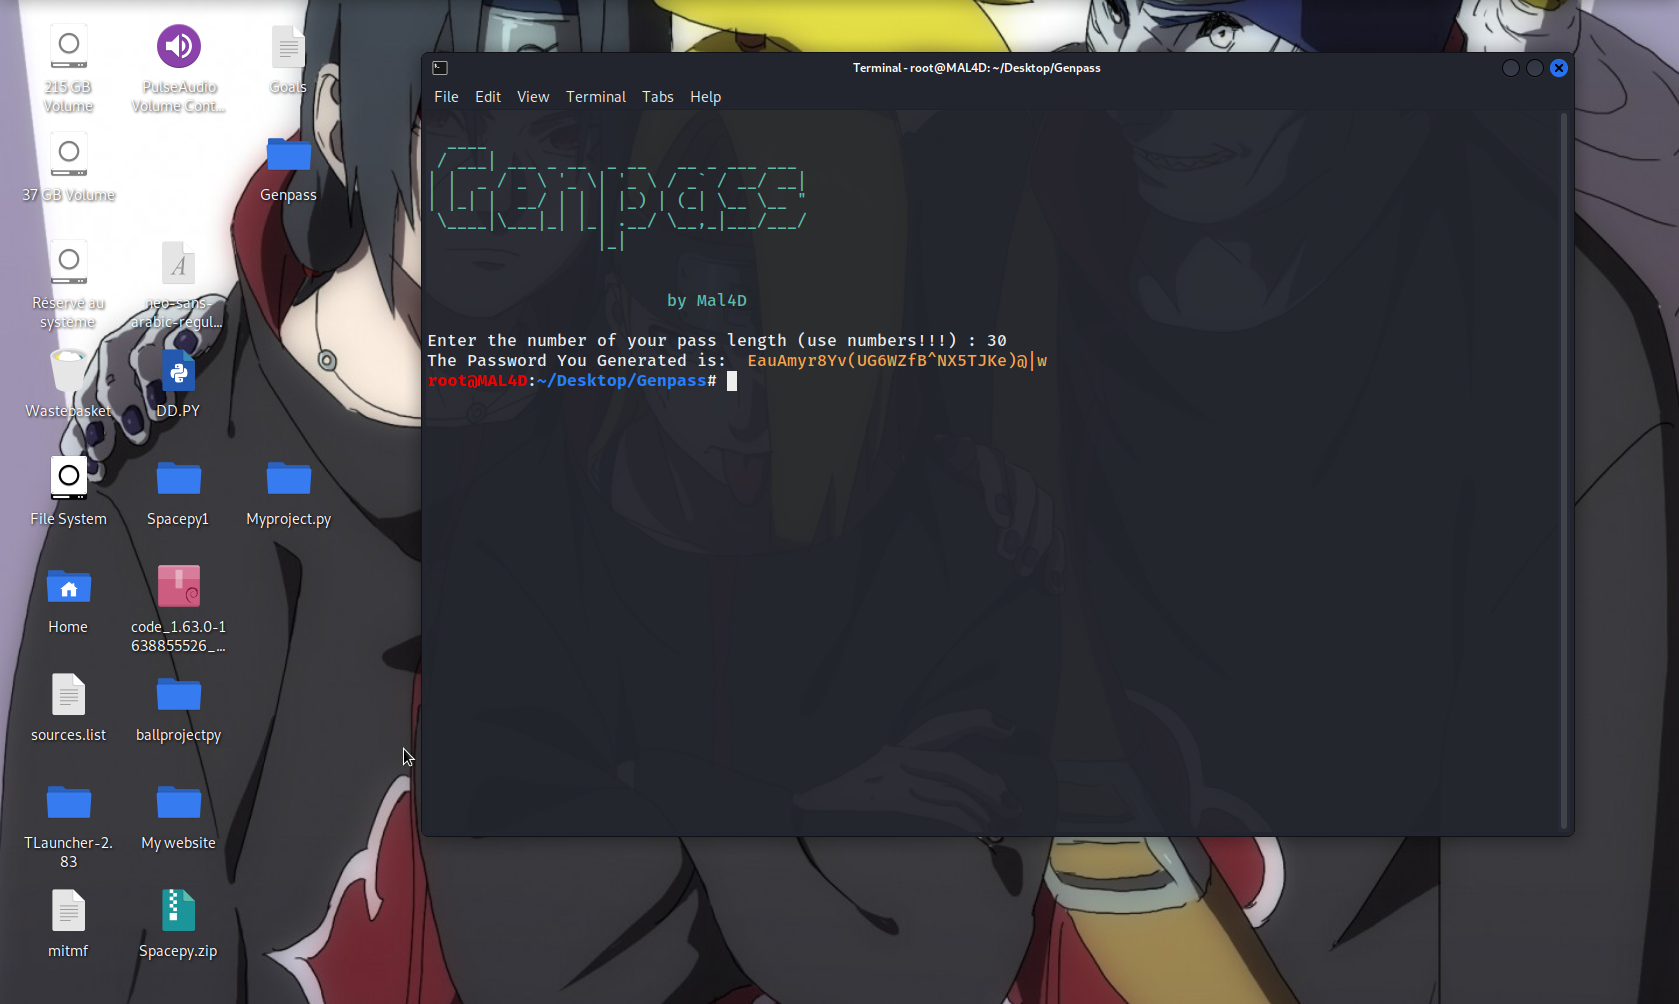 215 GB
Volume
PulseAudio
Volume Cont...
Goals
37 GB Volume
Genpass
Réservé au
système
neo-sans-
arabic-regul...
Wastebasket
DD.PY
File System
Spacepy1
Myproject.py
Home
code_1.63.0-1
638855526_...
sources.list
ballprojectpy
TLauncher-2.
83
My website
mitmf
Spacepy.zip
Terminal - root@MAL4D: ~/Desktop/Genpass
File Edit View Terminal Tabs Help
Genpass
by Mal4D
Enter the number of your pass length (use numbers!!!) : 30
The Password You Generated is: EauAmyr8Yv(UG6WZfB^NX5TJKe)@|w
root@MAL4D:~/Desktop/Genpass#